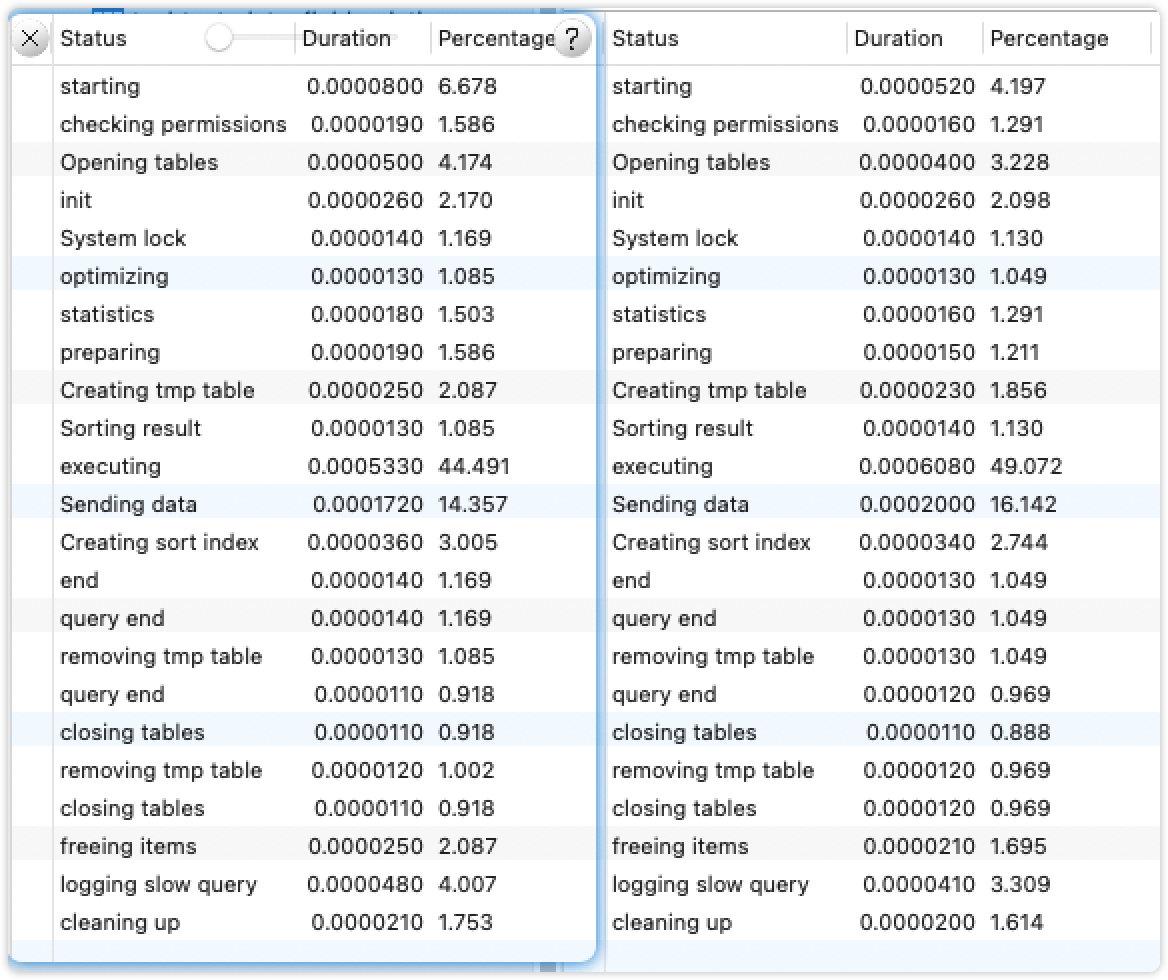 Status Duration Percentage ? Status Duration Percentage
starting 0.0000800 6.678 starting 0.0000520 4.197
checking permissions 0.0000190 1.586 checking permissions 0.0000160 1.291
Opening tables 0.0000500 4.174 Opening tables 0.0000400 3.228
init 0.0000260 2.170 init 0.0000260 2.098
System lock 0.0000140 1.169 System lock 0.0000140 1.130
optimizing 0.0000130 1.085 optimizing 0.0000130 1.049
statistics 0.0000180 1.503 statistics 0.0000160 1.291
preparing 0.0000190 1.586 preparing 0.0000150 1.211
Creating tmp table 0.0000250 2.087 Creating tmp table 0.0000230 1.856
Sorting result 0.0000130 1.085 Sorting result 0.0000140 1.130
executing 0.0005330 44.491 executing 0.0006080 49.072
Sending data 0.0001720 14.357 Sending data 0.0002000 16.142
Creating sort index 0.0000360 3.005 Creating sort index 0.0000340 2.744
end 0.0000140 1.169 end 0.0000130 1.049
query end 0.0000140 1.169 query end 0.0000130 1.049
removing tmp table 0.0000130 1.085 removing tmp table 0.0000130 1.049
query end 0.0000110 0.918 query end 0.0000120 0.969
closing tables 0.0000110 0.918 closing tables 0.0000110 0.888
removing tmp table 0.0000120 1.002 removing tmp table 0.0000120 0.969
closing tables 0.0000110 0.918 closing tables 0.0000120 0.969
freeing items 0.0000250 2.087 freeing items 0.0000210 1.695
logging slow query 0.0000480 4.007 logging slow query 0.0000410 3.309
cleaning up 0.0000210 1.753 cleaning up 0.0000200 1.614